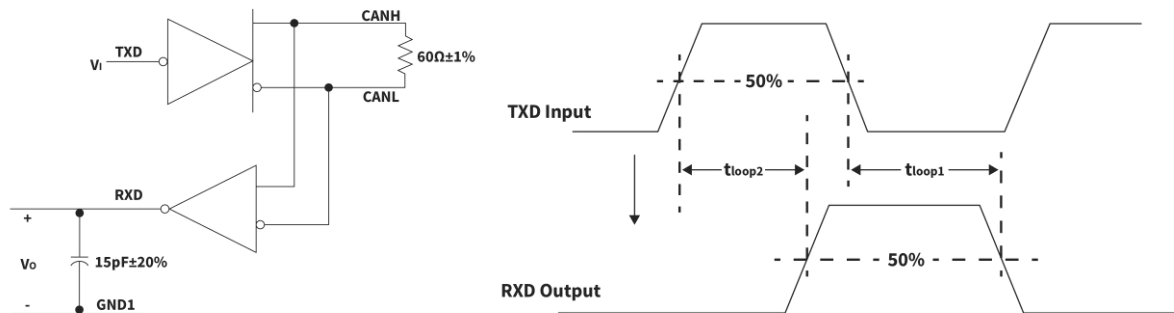 CANH
TXD
VI
60Ω±1%
CANL
RXD
+
VO
15pF±20%
-
GND1
50%
TXD Input
tloop2
tloop1
50%
RXD Output